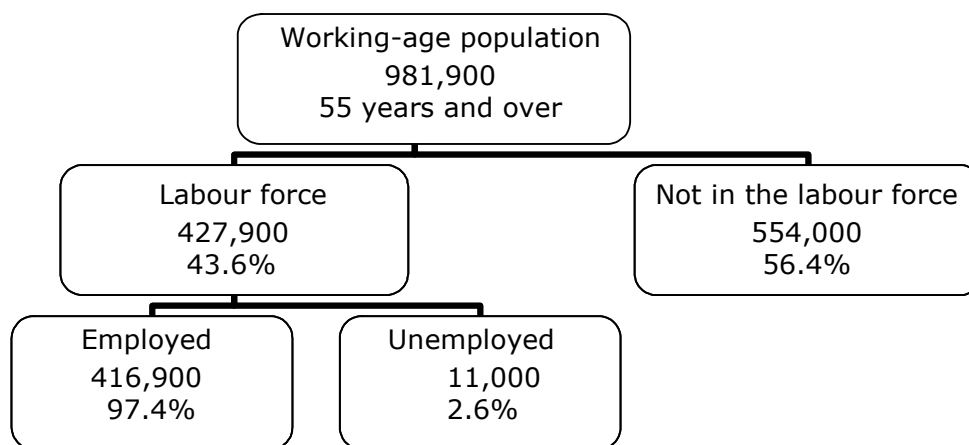 Working-age population
981,900
55 years and over
Labour force
427,900
43.6%
Not in the labour force
554,000
56.4%
Employed
416,900
97.4%
Unemployed
11,000
2.6%